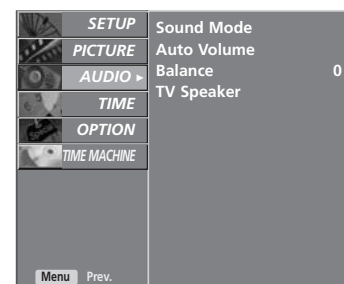 SETUP
PICTURE
AUDIO ▸
TIME
OPTION
TIME MACHINE
Menu Prev.
Sound Mode
Auto Volume
Balance 0
TV Speaker